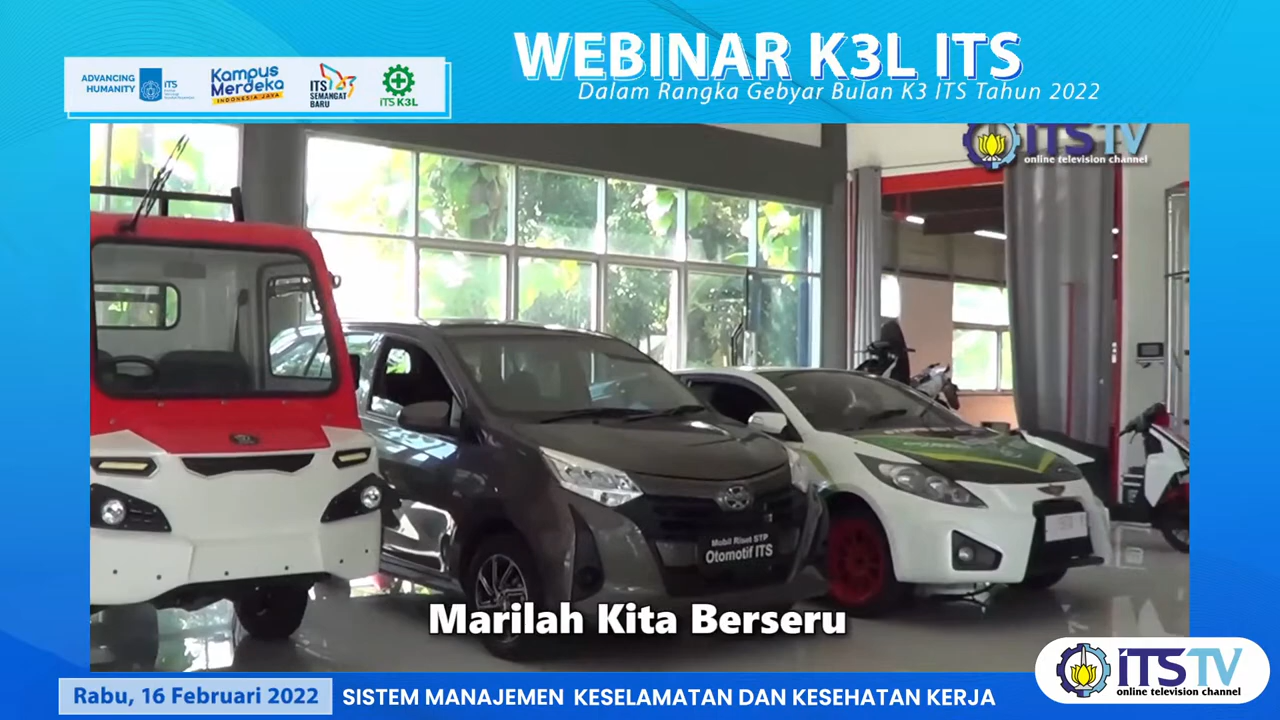 WEBINAR K3L ITS
Dalam Rangka Gebyar Bulan K3 ITS Tahun 2022
ADVANCING
HUMANITY
ITS
Kampus
Merdeka
INDONESIA JAYA
ITS
SEMANGAT
BARU
ITS K3L
ITS TV
online television channel
Mobil Riset STP
Otomotif ITS
Marilah Kita Berseru
Rabu, 16 Februari 2022
SISTEM MANAJEMEN KESELAMATAN DAN KESEHATAN KERJA
ITS TV
online television channel